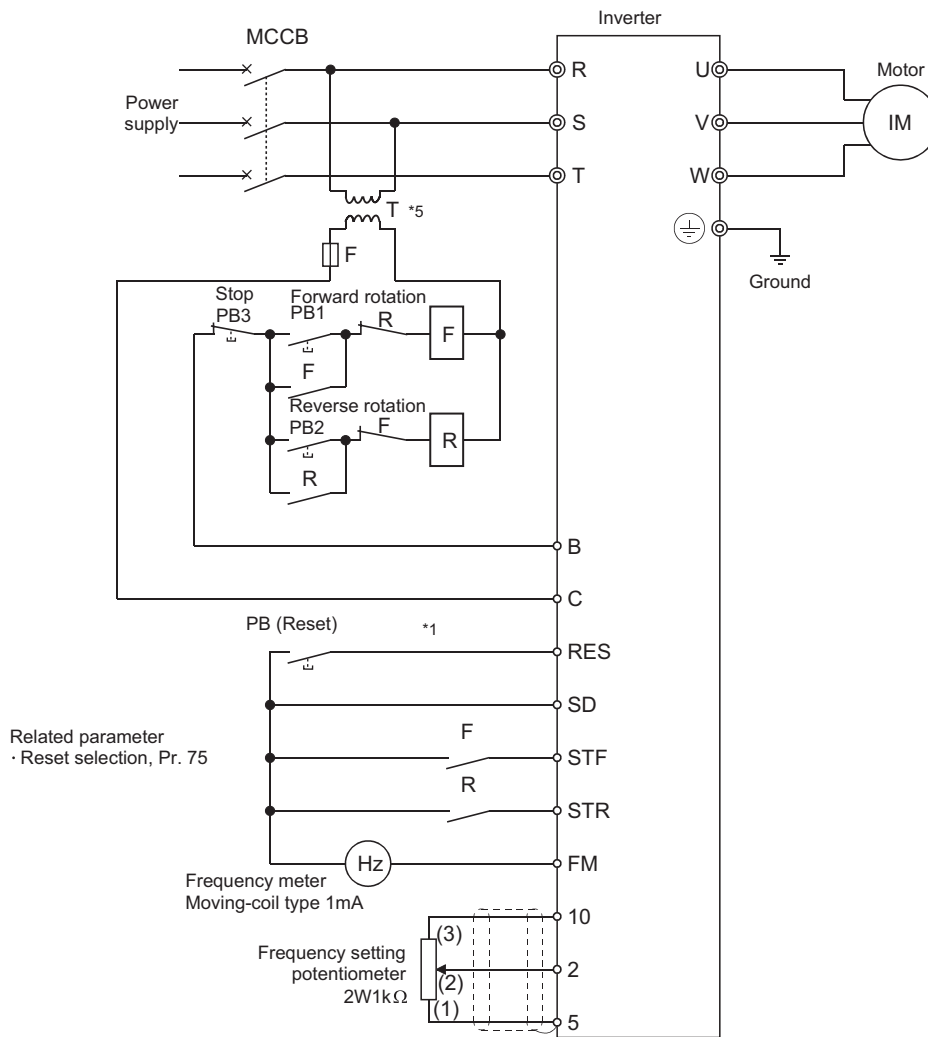 Inverter
MCCB
R
U
Motor
Power
supply
S
V
IM
T
W
T *5
F
Ground
Stop
PB3
Forward rotation
PB1
R
F
F
Reverse rotation
PB2
F
R
R
B
C
PB (Reset)
*1
RES
SD
Related parameter
· Reset selection, Pr. 75
F
STF
R
STR
Hz
FM
Frequency meter
Moving-coil type 1mA
10
(3)
Frequency setting
potentiometer
2W1kΩ
2
(2)
(1)
5